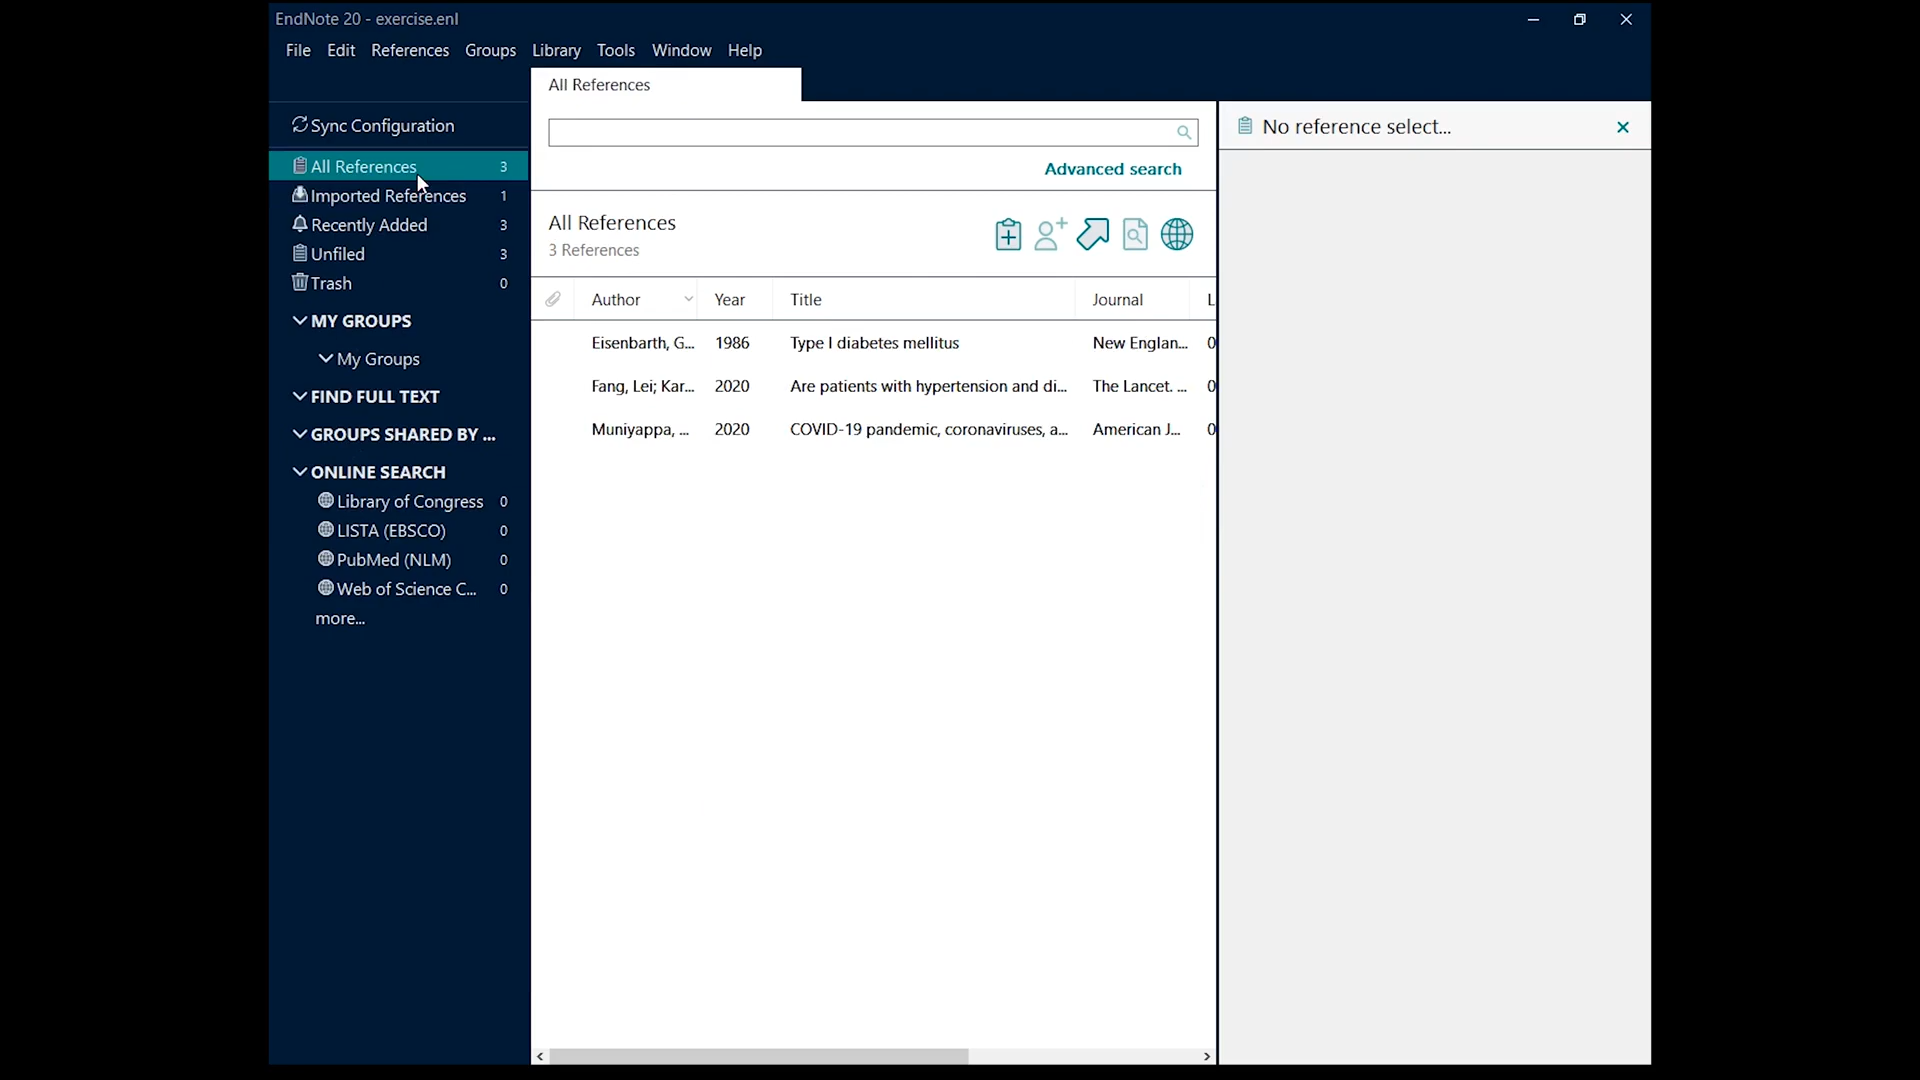 EndNote 20 - exercise.enl
File Edit References Groups Library Tools Window Help
All References
Sync Configuration
All References 3
Imported References 1
Recently Added 3
Unfiled 3
Trash 0
MY GROUPS
My Groups
FIND FULL TEXT
GROUPS SHARED BY ...
ONLINE SEARCH
Library of Congress 0
LISTA (EBSCO) 0
PubMed (NLM) 0
Web of Science C... 0
more...
Advanced search
All References
3 References
Author Year Title Journal L
Eisenbarth, G... 1986 Type I diabetes mellitus New Englan... 0
Fang, Lei; Kar... 2020 Are patients with hypertension and di... The Lancet. ... 0
Muniyappa, ... 2020 COVID-19 pandemic, coronaviruses, a... American J... 0
No reference select...